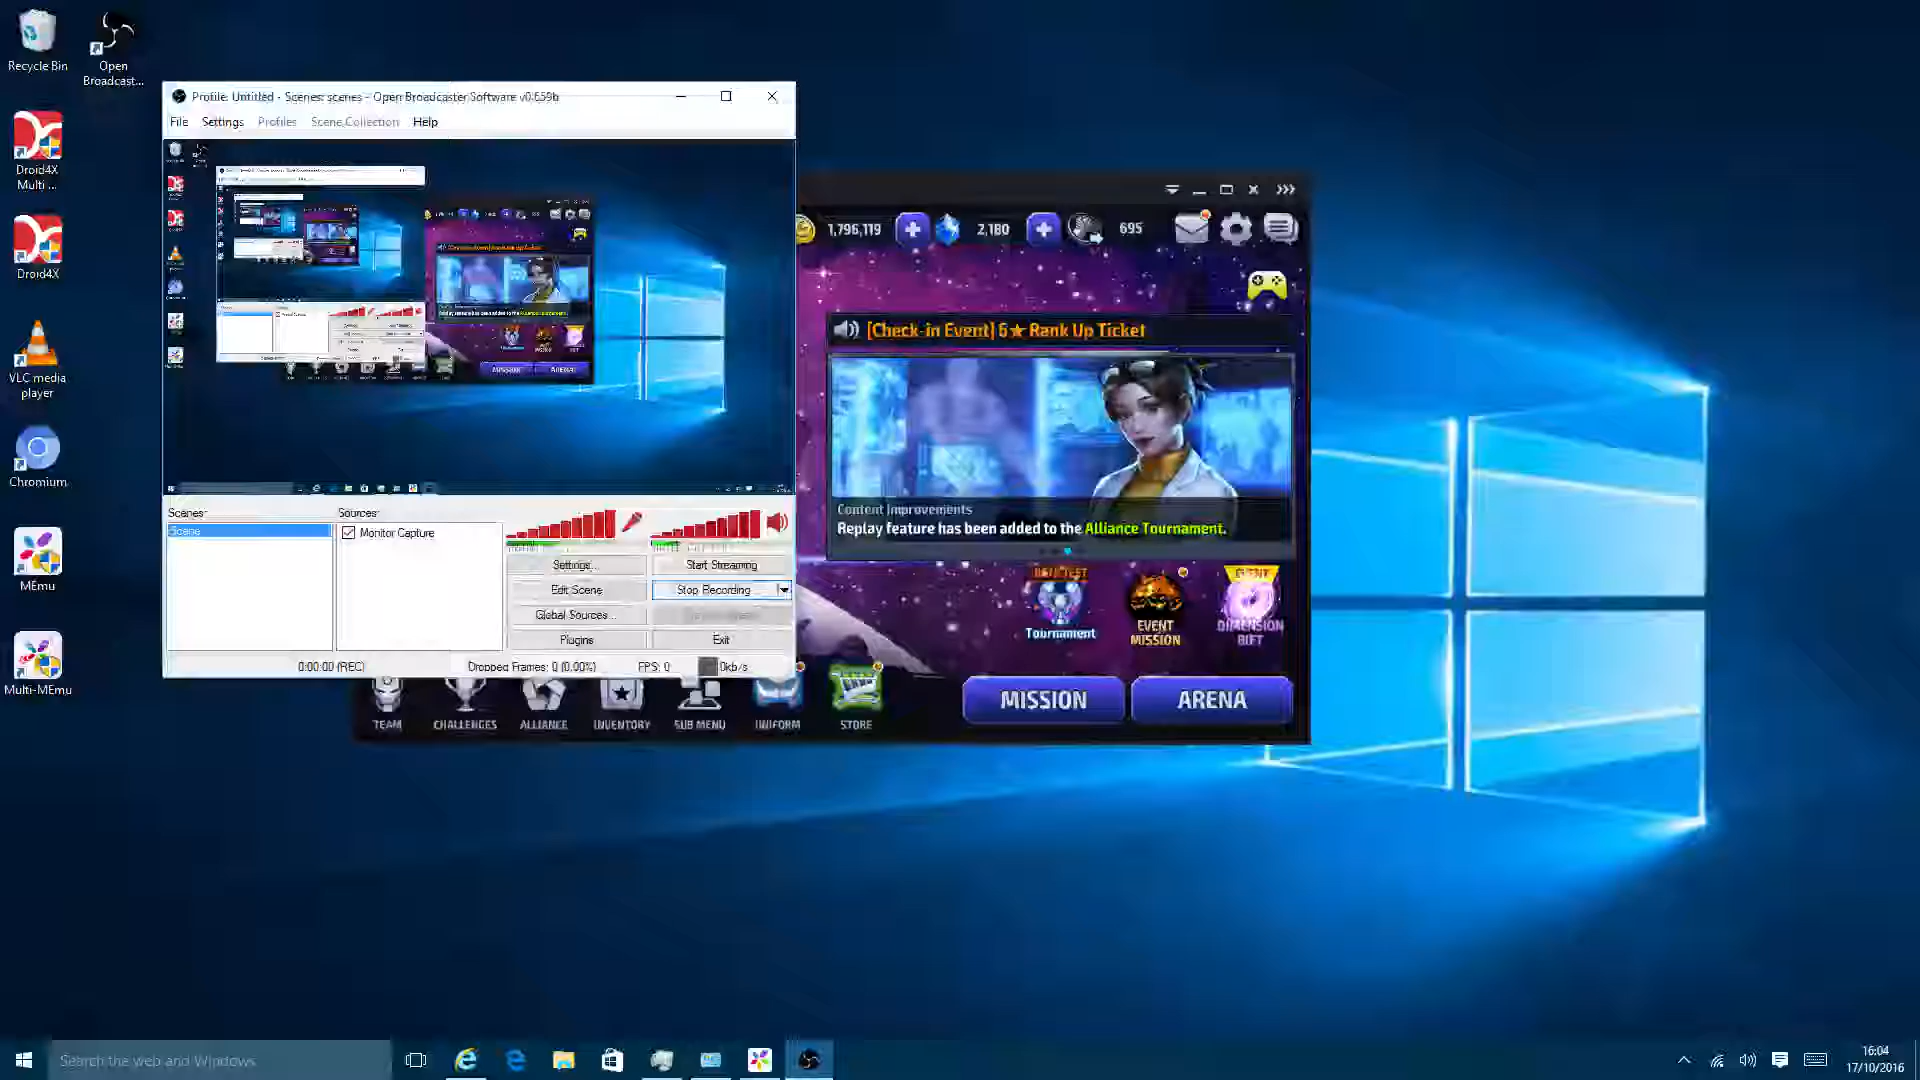 Recycle Bin
Open
Broadcast...
Droid4X
Multi ...
Droid4X
VLC media
player
Chromium
MEmu
Multi-MEmu
Profile: Untitled - Scenes: scenes - Open Broadcaster Software v0.659b
File Settings Profiles Scene Collection Help
Scenes:
Scene
Sources:
Monitor Capture
Settings...
Start Streaming
Edit Scene
Stop Recording
Global Sources...
Plugins
Exit
0:00:00 (REC)
Dropped Frames: 0 (0.00%)
FPS: 0
0kb/s
1,796,119
2,180
695
[Check-in Event] 6★ Rank Up Ticket
Content Improvements
Replay feature has been added to the Alliance Tournament.
Tournament
EVENT
MISSION
EVENT
DIMENSION
RIFT
TEAM
CHALLENGES
ALLIANCE
INVENTORY
SUB MENU
UNIFORM
STORE
MISSION
ARENA
Search the web and Windows
16:04
17/10/2016